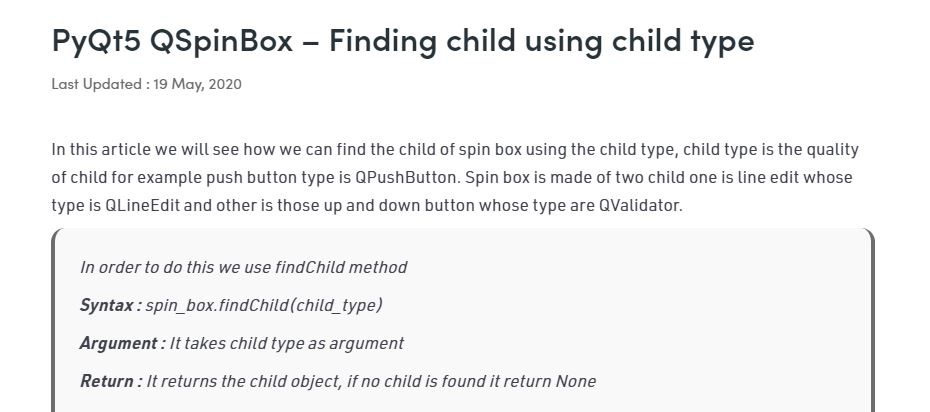 PyQt5 QSpinBox – Finding child using child type
Last Updated : 19 May, 2020
In this article we will see how we can find the child of spin box using the child type, child type is the quality
of child for example push button type is QPushButton. Spin box is made of two child one is line edit whose
type is QLineEdit and other is those up and down button whose type are QValidator.
In order to do this we use findChild method
Syntax : spin_box.findChild(child_type)
Argument : It takes child type as argument
Return : It returns the child object, if no child is found it return None